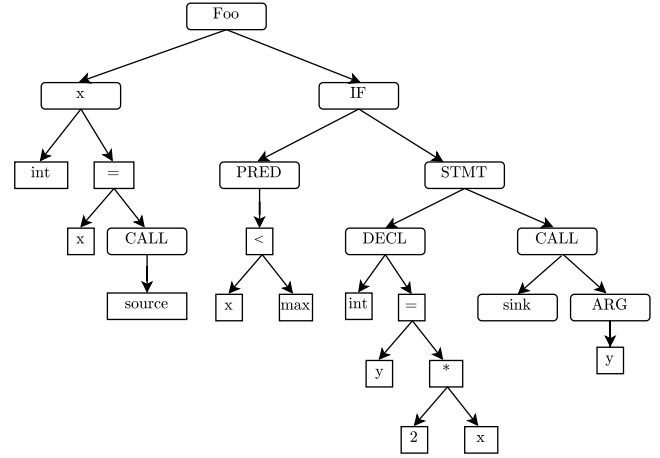 Foo
x IF
int = PRED STMT
x CALL < DECL CALL
source x max int = sink ARG
y * y
2 x